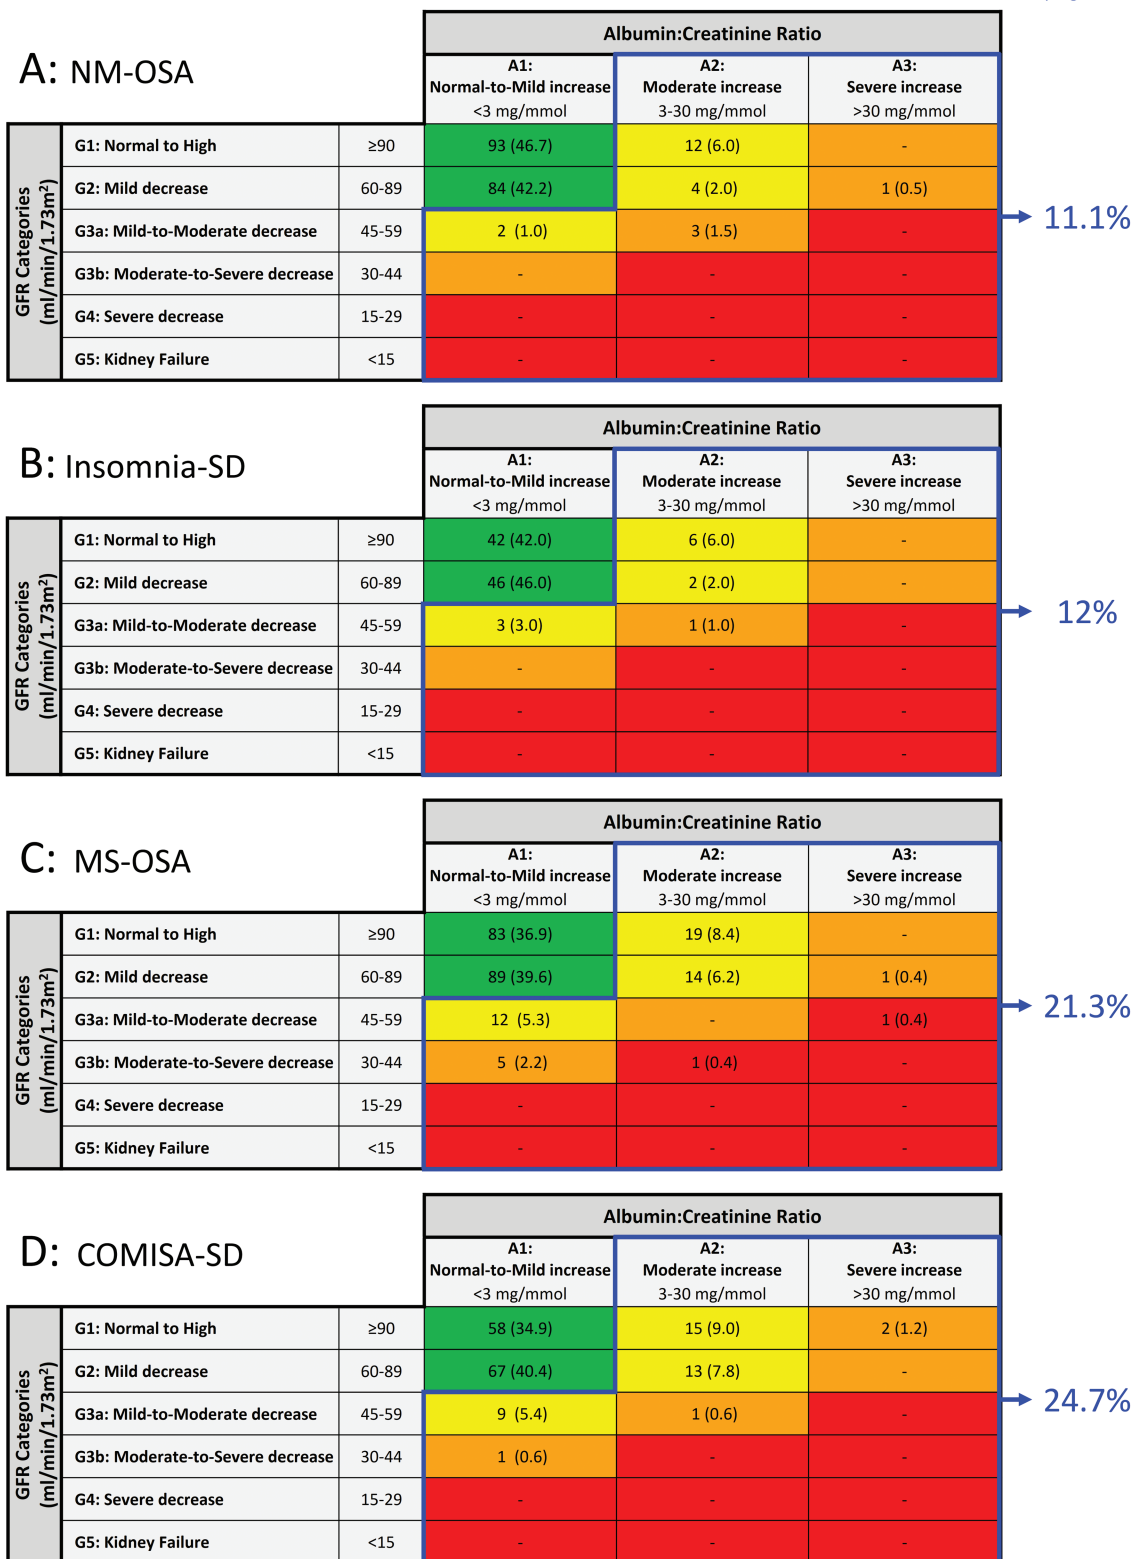 Albumin:Creatinine Ratio
A: NM-OSA
A1: A2: A3:
Normal-to-Mild increase Moderate increase Severe increase
<3 mg/mmol 3-30 mg/mmol >30 mg/mmol
GFR Categories
(ml/min/1.73m²)
G1: Normal to High ≥90 93 (46.7) 12 (6.0) -
G2: Mild decrease 60-89 84 (42.2) 4 (2.0) 1 (0.5)
G3a: Mild-to-Moderate decrease 45-59 2 (1.0) 3 (1.5) -
G3b: Moderate-to-Severe decrease 30-44 - - -
G4: Severe decrease 15-29 - - -
G5: Kidney Failure <15 - - -
11.1%
Albumin:Creatinine Ratio
B: Insomnia-SD
A1: A2: A3:
Normal-to-Mild increase Moderate increase Severe increase
<3 mg/mmol 3-30 mg/mmol >30 mg/mmol
GFR Categories
(ml/min/1.73m²)
G1: Normal to High ≥90 42 (42.0) 6 (6.0) -
G2: Mild decrease 60-89 46 (46.0) 2 (2.0) -
G3a: Mild-to-Moderate decrease 45-59 3 (3.0) 1 (1.0) -
G3b: Moderate-to-Severe decrease 30-44 - - -
G4: Severe decrease 15-29 - - -
G5: Kidney Failure <15 - - -
12%
Albumin:Creatinine Ratio
C: MS-OSA
A1: A2: A3:
Normal-to-Mild increase Moderate increase Severe increase
<3 mg/mmol 3-30 mg/mmol >30 mg/mmol
GFR Categories
(ml/min/1.73m²)
G1: Normal to High ≥90 83 (36.9) 19 (8.4) -
G2: Mild decrease 60-89 89 (39.6) 14 (6.2) 1 (0.4)
G3a: Mild-to-Moderate decrease 45-59 12 (5.3) - 1 (0.4)
G3b: Moderate-to-Severe decrease 30-44 5 (2.2) 1 (0.4) -
G4: Severe decrease 15-29 - - -
G5: Kidney Failure <15 - - -
21.3%
Albumin:Creatinine Ratio
D: COMISA-SD
A1: A2: A3:
Normal-to-Mild increase Moderate increase Severe increase
<3 mg/mmol 3-30 mg/mmol >30 mg/mmol
GFR Categories
(ml/min/1.73m²)
G1: Normal to High ≥90 58 (34.9) 15 (9.0) 2 (1.2)
G2: Mild decrease 60-89 67 (40.4) 13 (7.8) -
G3a: Mild-to-Moderate decrease 45-59 9 (5.4) 1 (0.6) -
G3b: Moderate-to-Severe decrease 30-44 1 (0.6) - -
G4: Severe decrease 15-29 - - -
G5: Kidney Failure <15 - - -
24.7%